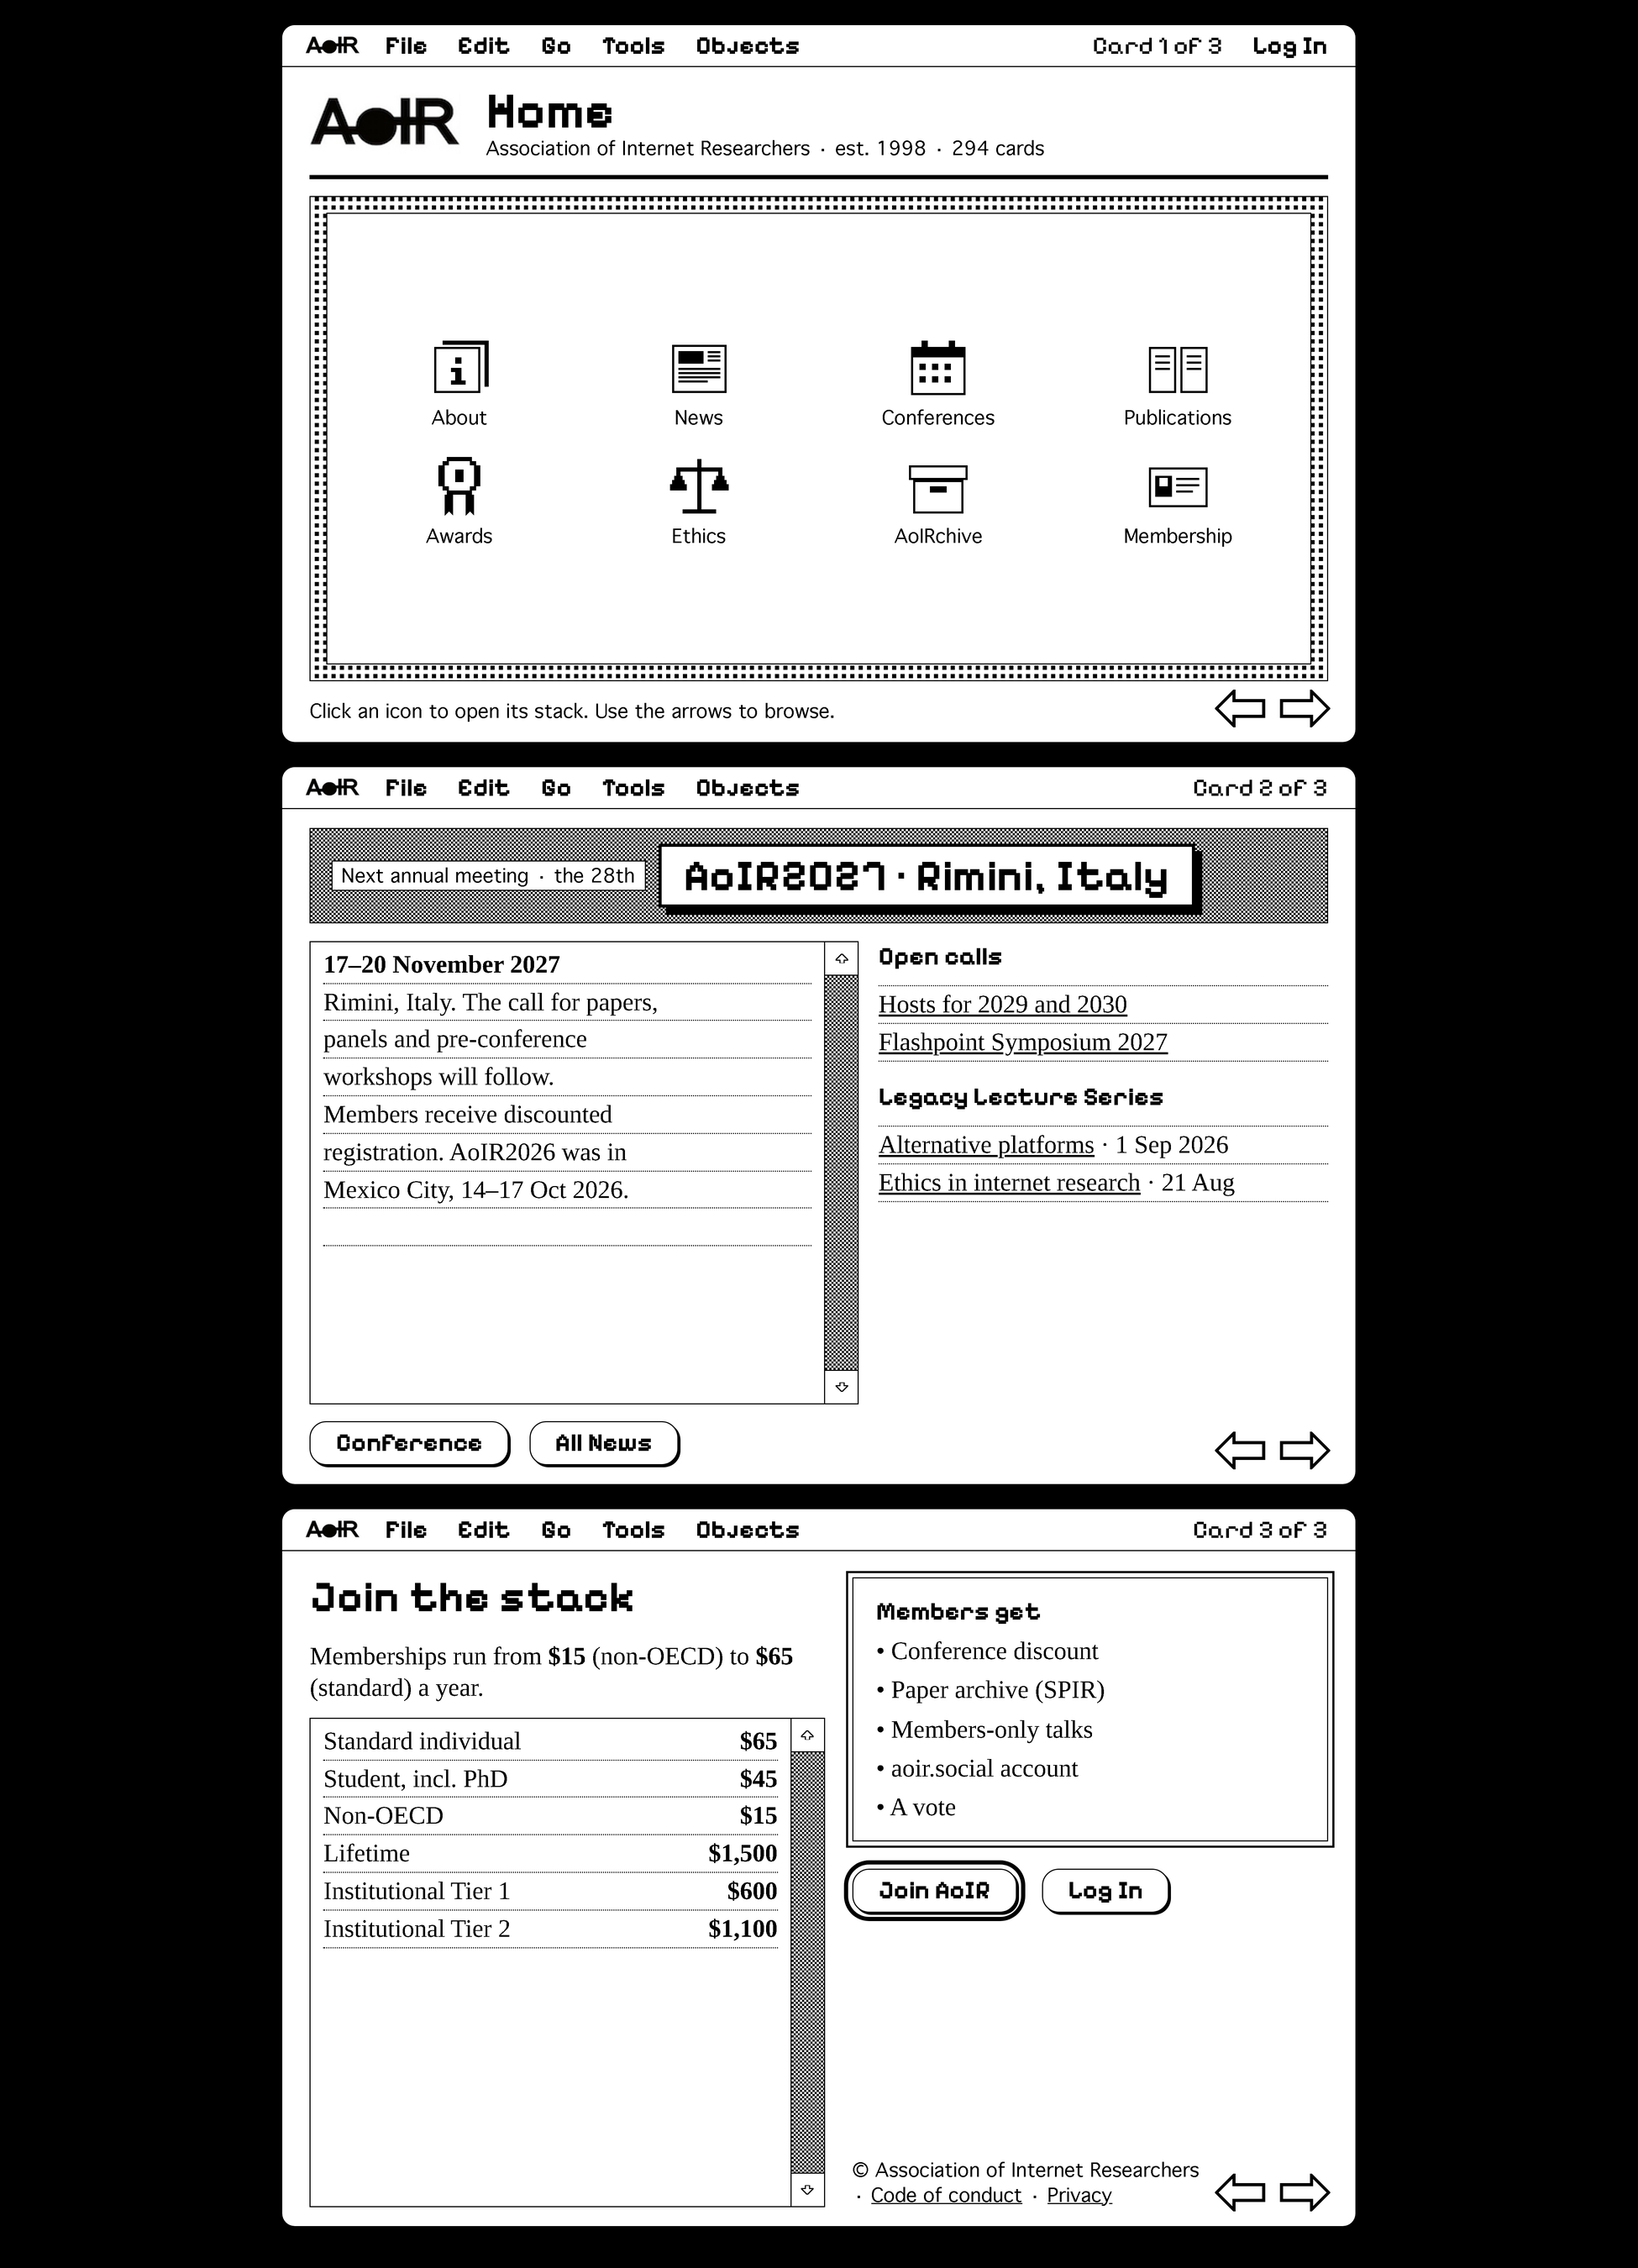 AoIR File Edit Go Tools Objects Card 1 of 3 Log In
AoIR
Home
Association of Internet Researchers · est. 1998 · 294 cards
About News Conferences Publications
Awards Ethics AoIRchive Membership
Click an icon to open its stack. Use the arrows to browse.
AoIR File Edit Go Tools Objects Card 2 of 3
Next annual meeting · the 28th
AoIR2027 · Rimini, Italy
17–20 November 2027
Rimini, Italy. The call for papers,
panels and pre-conference
workshops will follow.
Members receive discounted
registration. AoIR2026 was in
Mexico City, 14–17 Oct 2026.
Open calls
Hosts for 2029 and 2030
Flashpoint Symposium 2027
Legacy Lecture Series
Alternative platforms · 1 Sep 2026
Ethics in internet research · 21 Aug
Conference All News
AoIR File Edit Go Tools Objects Card 3 of 3
Join the stack
Memberships run from $15 (non-OECD) to $65
(standard) a year.
Standard individual $65
Student, incl. PhD $45
Non-OECD $15
Lifetime $1,500
Institutional Tier 1 $600
Institutional Tier 2 $1,100
Members get
• Conference discount
• Paper archive (SPIR)
• Members-only talks
• aoir.social account
• A vote
Join AoIR Log In
© Association of Internet Researchers
· Code of conduct · Privacy